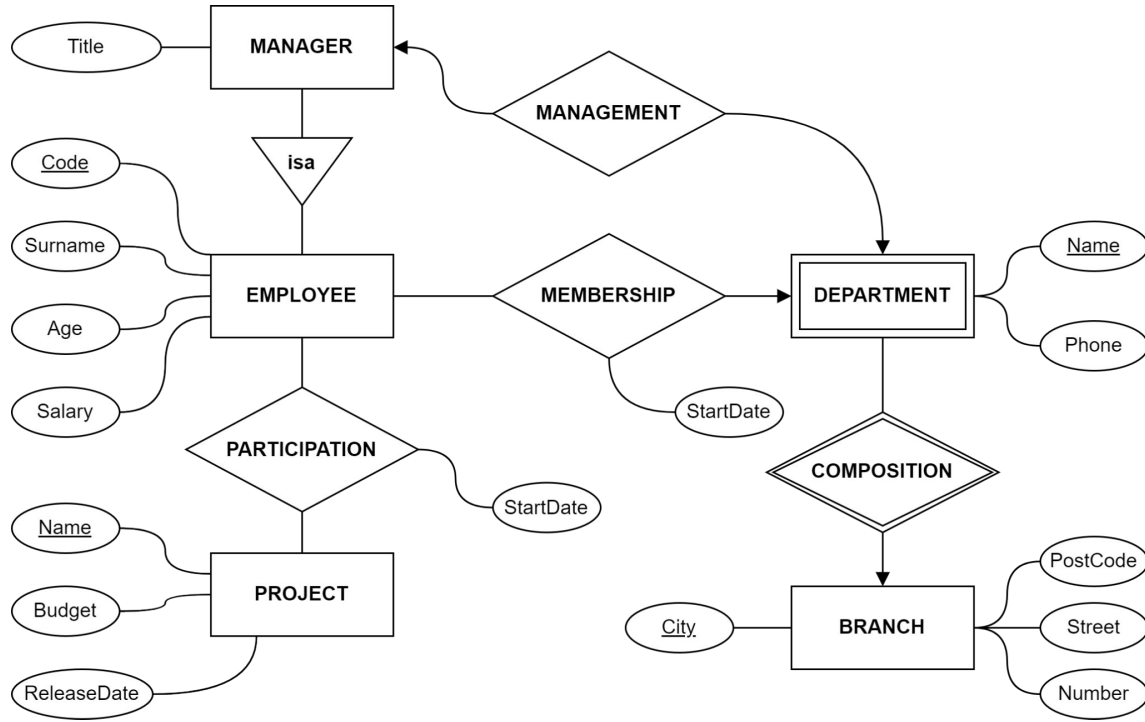 Title
MANAGER
MANAGEMENT
isa
Code
Surname
Age
Salary
EMPLOYEE
MEMBERSHIP
DEPARTMENT
Name
Phone
StartDate
PARTICIPATION
StartDate
COMPOSITION
Name
Budget
ReleaseDate
PROJECT
City
BRANCH
PostCode
Street
Number